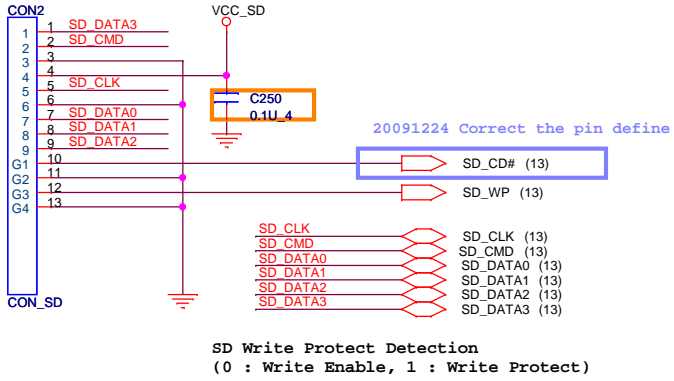 CON2
VCC_SD
1 1 SD_DATA3
2 2 SD_CMD
3 3
4 4
5 5 SD_CLK
6 6
7 7 SD_DATA0
8 8 SD_DATA1
9 9 SD_DATA2
G1 10
G2 11
G3 12
G4 13
CON_SD
C250
0.1U_4
20091224 Correct the pin define
SD_CD# (13)
SD_WP (13)
SD_CLK SD_CLK (13)
SD_CMD SD_CMD (13)
SD_DATA0 SD_DATA0 (13)
SD_DATA1 SD_DATA1 (13)
SD_DATA2 SD_DATA2 (13)
SD_DATA3 SD_DATA3 (13)
SD Write Protect Detection
(0 : Write Enable, 1 : Write Protect)